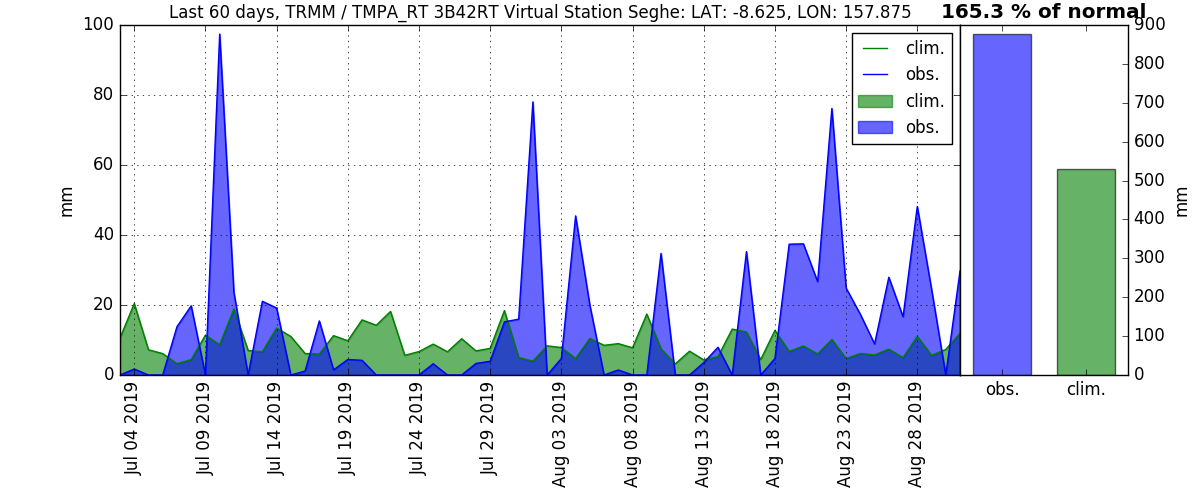 Last 60 days, TRMM / TMPA_RT 3B42RT Virtual Station Seghe: LAT: -8.625, LON: 157.875
165.3 % of normal
100
80
60
40
20
0
mm
clim.
obs.
clim.
obs.
Jul 04 2019
Jul 09 2019
Jul 14 2019
Jul 19 2019
Jul 24 2019
Jul 29 2019
Aug 03 2019
Aug 08 2019
Aug 13 2019
Aug 18 2019
Aug 23 2019
Aug 28 2019
900
800
700
600
500
400
300
200
100
0
mm
obs.
clim.